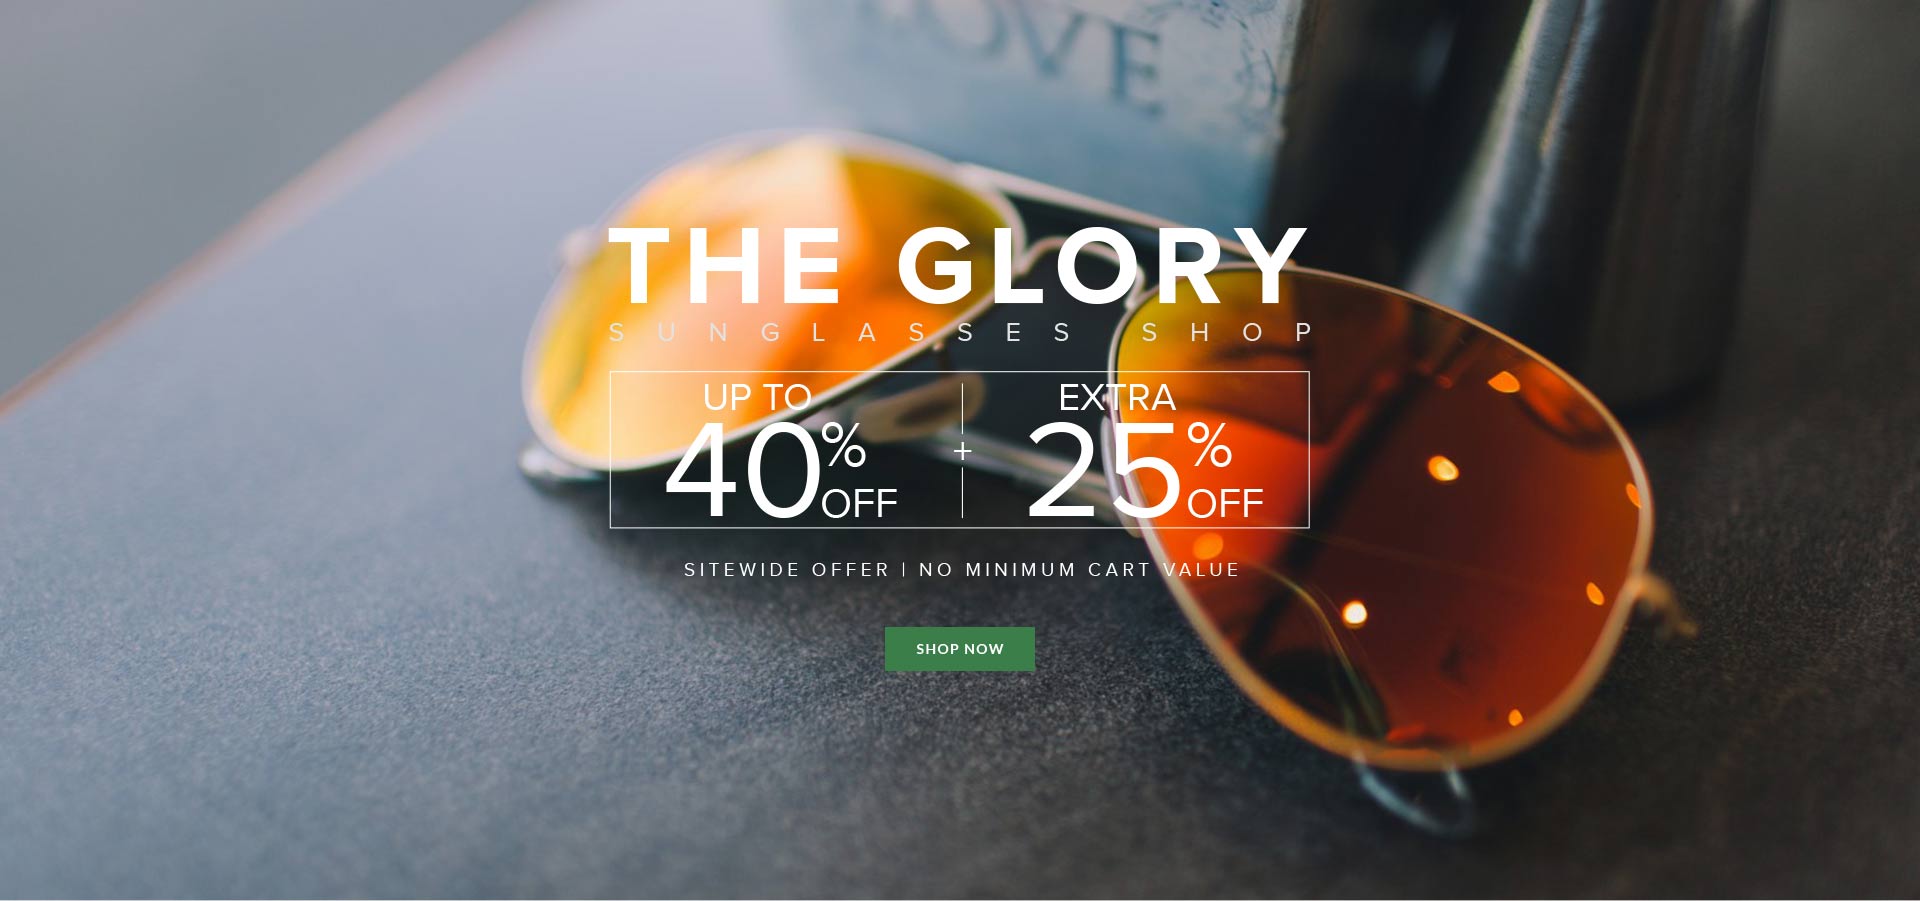 LOVE
THE GLORY
SUNGLASSES SHOP
UP TO
40% OFF
+
EXTRA
25% OFF
SITEWIDE OFFER | NO MINIMUM CART VALUE
SHOP NOW